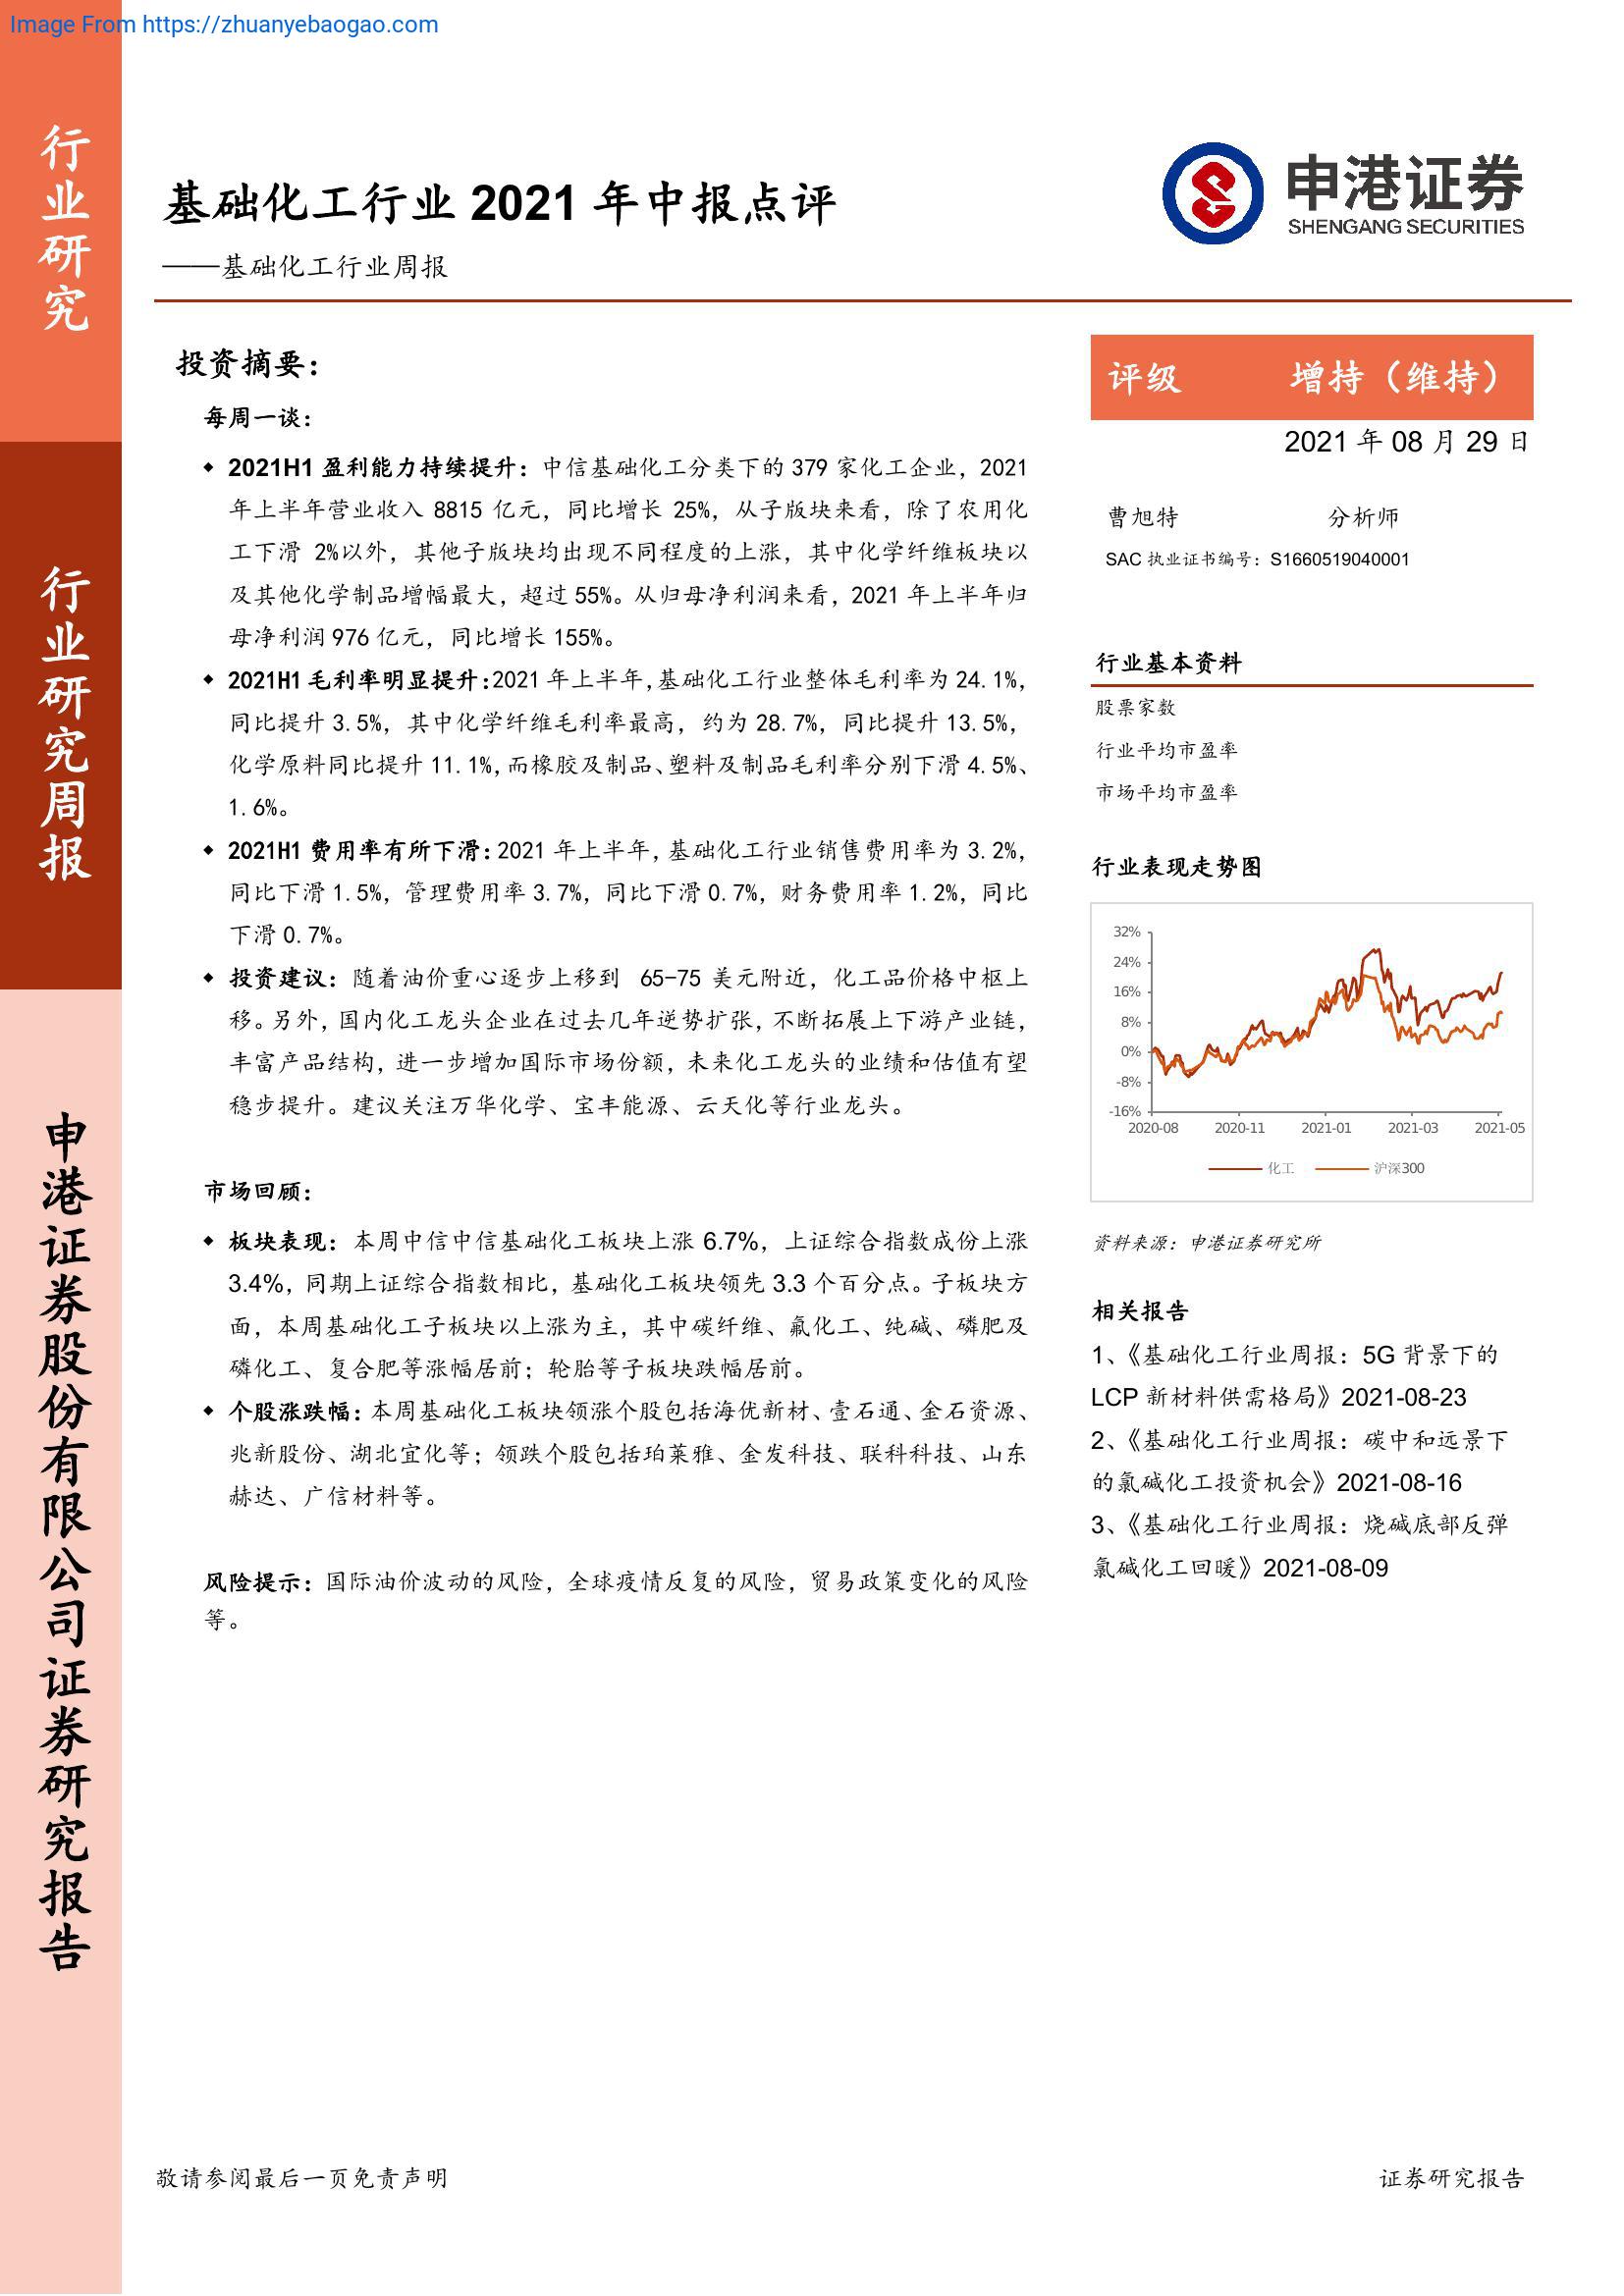 Image From https://zhuanyebaogao.com
行业研究
行业研究周报
申港证券股份有限公司证券研究报告
基础化工行业 2021 年中报点评
——基础化工行业周报
申港证券
SHENGANG SECURITIES
投资摘要：
每周一谈：
◆ 2021H1 盈利能力持续提升：中信基础化工分类下的 379 家化工企业，2021
年上半年营业收入 8815 亿元，同比增长 25%，从子版块来看，除了农用化
工下滑 2%以外，其他子版块均出现不同程度的上涨，其中化学纤维板块以
及其他化学制品增幅最大，超过 55%。从归母净利润来看，2021 年上半年归
母净利润 976 亿元，同比增长 155%。
◆ 2021H1 毛利率明显提升：2021 年上半年，基础化工行业整体毛利率为 24.1%，
同比提升 3.5%，其中化学纤维毛利率最高，约为 28.7%，同比提升 13.5%，
化学原料同比提升 11.1%，而橡胶及制品、塑料及制品毛利率分别下滑 4.5%、
1.6%。
◆ 2021H1 费用率有所下滑：2021 年上半年，基础化工行业销售费用率为 3.2%，
同比下滑 1.5%，管理费用率 3.7%，同比下滑 0.7%，财务费用率 1.2%，同比
下滑 0.7%。
◆ 投资建议：随着油价重心逐步上移到 65-75 美元附近，化工品价格中枢上
移。另外，国内化工龙头企业在过去几年逆势扩张，不断拓展上下游产业链，
丰富产品结构，进一步增加国际市场份额，未来化工龙头的业绩和估值有望
稳步提升。建议关注万华化学、宝丰能源、云天化等行业龙头。
市场回顾：
◆ 板块表现：本周中信中信基础化工板块上涨 6.7%，上证综合指数成份上涨
3.4%，同期上证综合指数相比，基础化工板块领先 3.3 个百分点。子板块方
面，本周基础化工子板块以上涨为主，其中碳纤维、氟化工、纯碱、磷肥及
磷化工、复合肥等涨幅居前；轮胎等子板块跌幅居前。
◆ 个股涨跌幅：本周基础化工板块领涨个股包括海优新材、壹石通、金石资源、
兆新股份、湖北宜化等；领跌个股包括珀莱雅、金发科技、联科科技、山东
赫达、广信材料等。
风险提示：国际油价波动的风险，全球疫情反复的风险，贸易政策变化的风险
等。
评级 增持（维持）
2021 年 08 月 29 日
曹旭特 分析师
SAC 执业证书编号：S1660519040001
行业基本资料
股票家数
行业平均市盈率
市场平均市盈率
行业表现走势图
32%
24%
16%
8%
0%
-8%
-16%
2020-08 2020-11 2021-01 2021-03 2021-05
化工 沪深300
资料来源：申港证券研究所
相关报告
1、《基础化工行业周报：5G 背景下的
LCP 新材料供需格局》2021-08-23
2、《基础化工行业周报：碳中和远景下
的氯碱化工投资机会》2021-08-16
3、《基础化工行业周报：烧碱底部反弹
氯碱化工回暖》2021-08-09
敬请参阅最后一页免责声明 证券研究报告